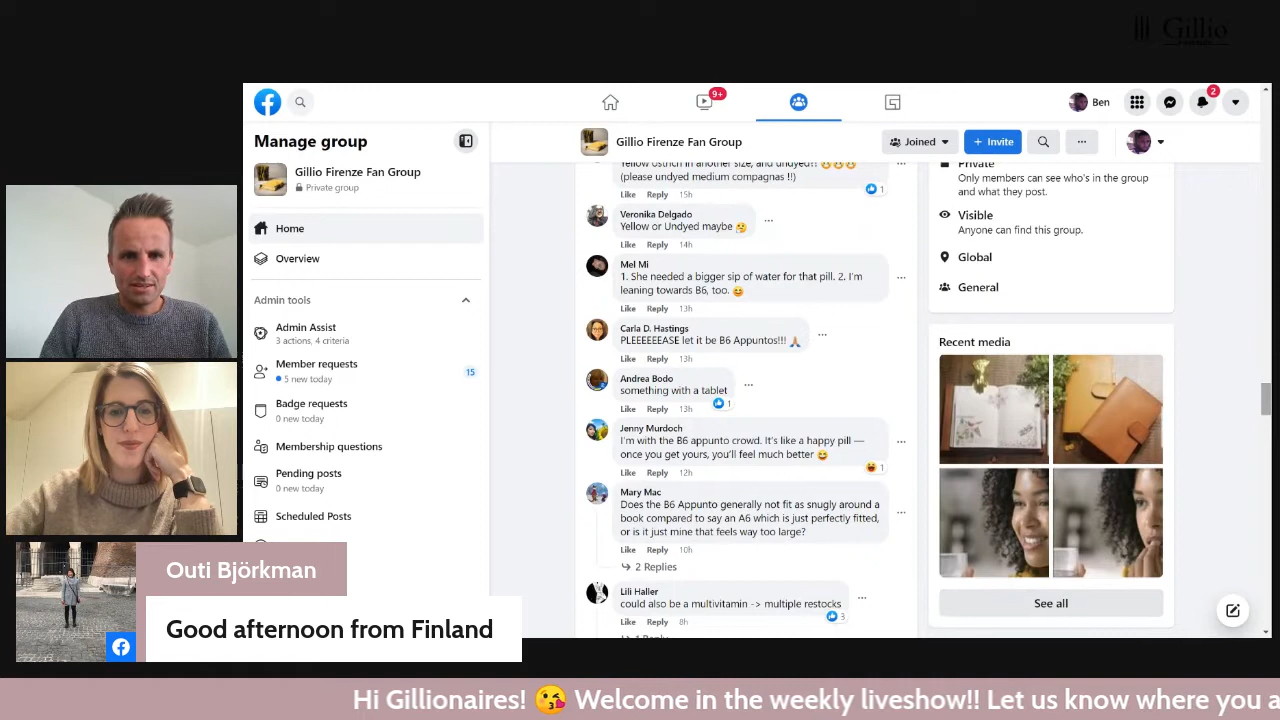 Gillio
9+
Ben
2
Manage group
Gillio Firenze Fan Group
Private group
Home
Overview
Admin tools
Admin Assist
3 actions, 4 criteria
Member requests
5 new today
15
Badge requests
0 new today
Membership questions
Pending posts
0 new today
Scheduled Posts
Gillio Firenze Fan Group
Joined
+ Invite
Yellow ostrich in another size, and undyed!!
(please undyed medium compagnas !!)
1
Like Reply 15h
Veronika Delgado
Yellow or Undyed maybe 🤔
Like Reply 14h
Mel Mi
1. She needed a bigger sip of water for that pill. 2. I'm
leaning towards B6, too. 😊
Like Reply 13h
Carla D. Hastings
PLEEEEEEASE let it be B6 Appuntos!!! 🙏
Like Reply 13h
Andrea Bodo
something with a tablet
1
Like Reply 13h
Jenny Murdoch
I'm with the B6 appunto crowd. It's like a happy pill —
once you get yours, you'll feel much better 😄
1
Like Reply 12h
Mary Mac
Does the B6 Appunto generally not fit as snugly around a
book compared to say an A6 which is just perfectly fitted,
or is it just mine that feels way too large?
Like Reply 10h
2 Replies
Lili Haller
could also be a multivitamin -> multiple restocks
3
Like Reply 8h
1 Reply
Private
Only members can see who's in the group
and what they post.
Visible
Anyone can find this group.
Global
General
Recent media
See all
Outi Björkman
Good afternoon from Finland
Hi Gillionaires! 😘 Welcome in the weekly liveshow!! Let us know where you a